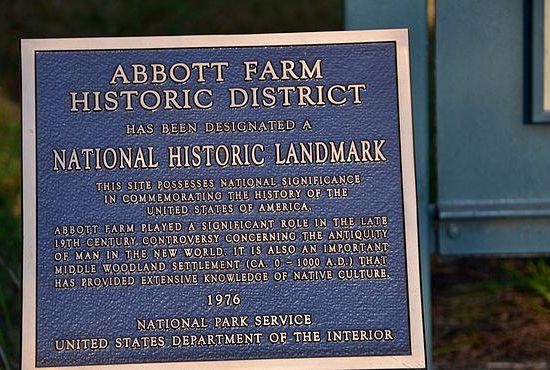 ABBOTT FARM
HISTORIC DISTRICT
HAS BEEN DESIGNATED A
NATIONAL HISTORIC LANDMARK
THIS SITE POSSESSES NATIONAL SIGNIFICANCE
IN COMMEMORATING THE HISTORY OF THE
UNITED STATES OF AMERICA.
ABBOTT FARM PLAYED A SIGNIFICANT ROLE IN THE LATE
19TH CENTURY CONTROVERSY CONCERNING THE ANTIQUITY
OF MAN IN THE NEW WORLD. IT IS ALSO AN IMPORTANT
MIDDLE WOODLAND SETTLEMENT (CA. 0 - 1000 A.D.) THAT
HAS PROVIDED EXTENSIVE KNOWLEDGE OF NATIVE CULTURE.
1976
NATIONAL PARK SERVICE
UNITED STATES DEPARTMENT OF THE INTERIOR